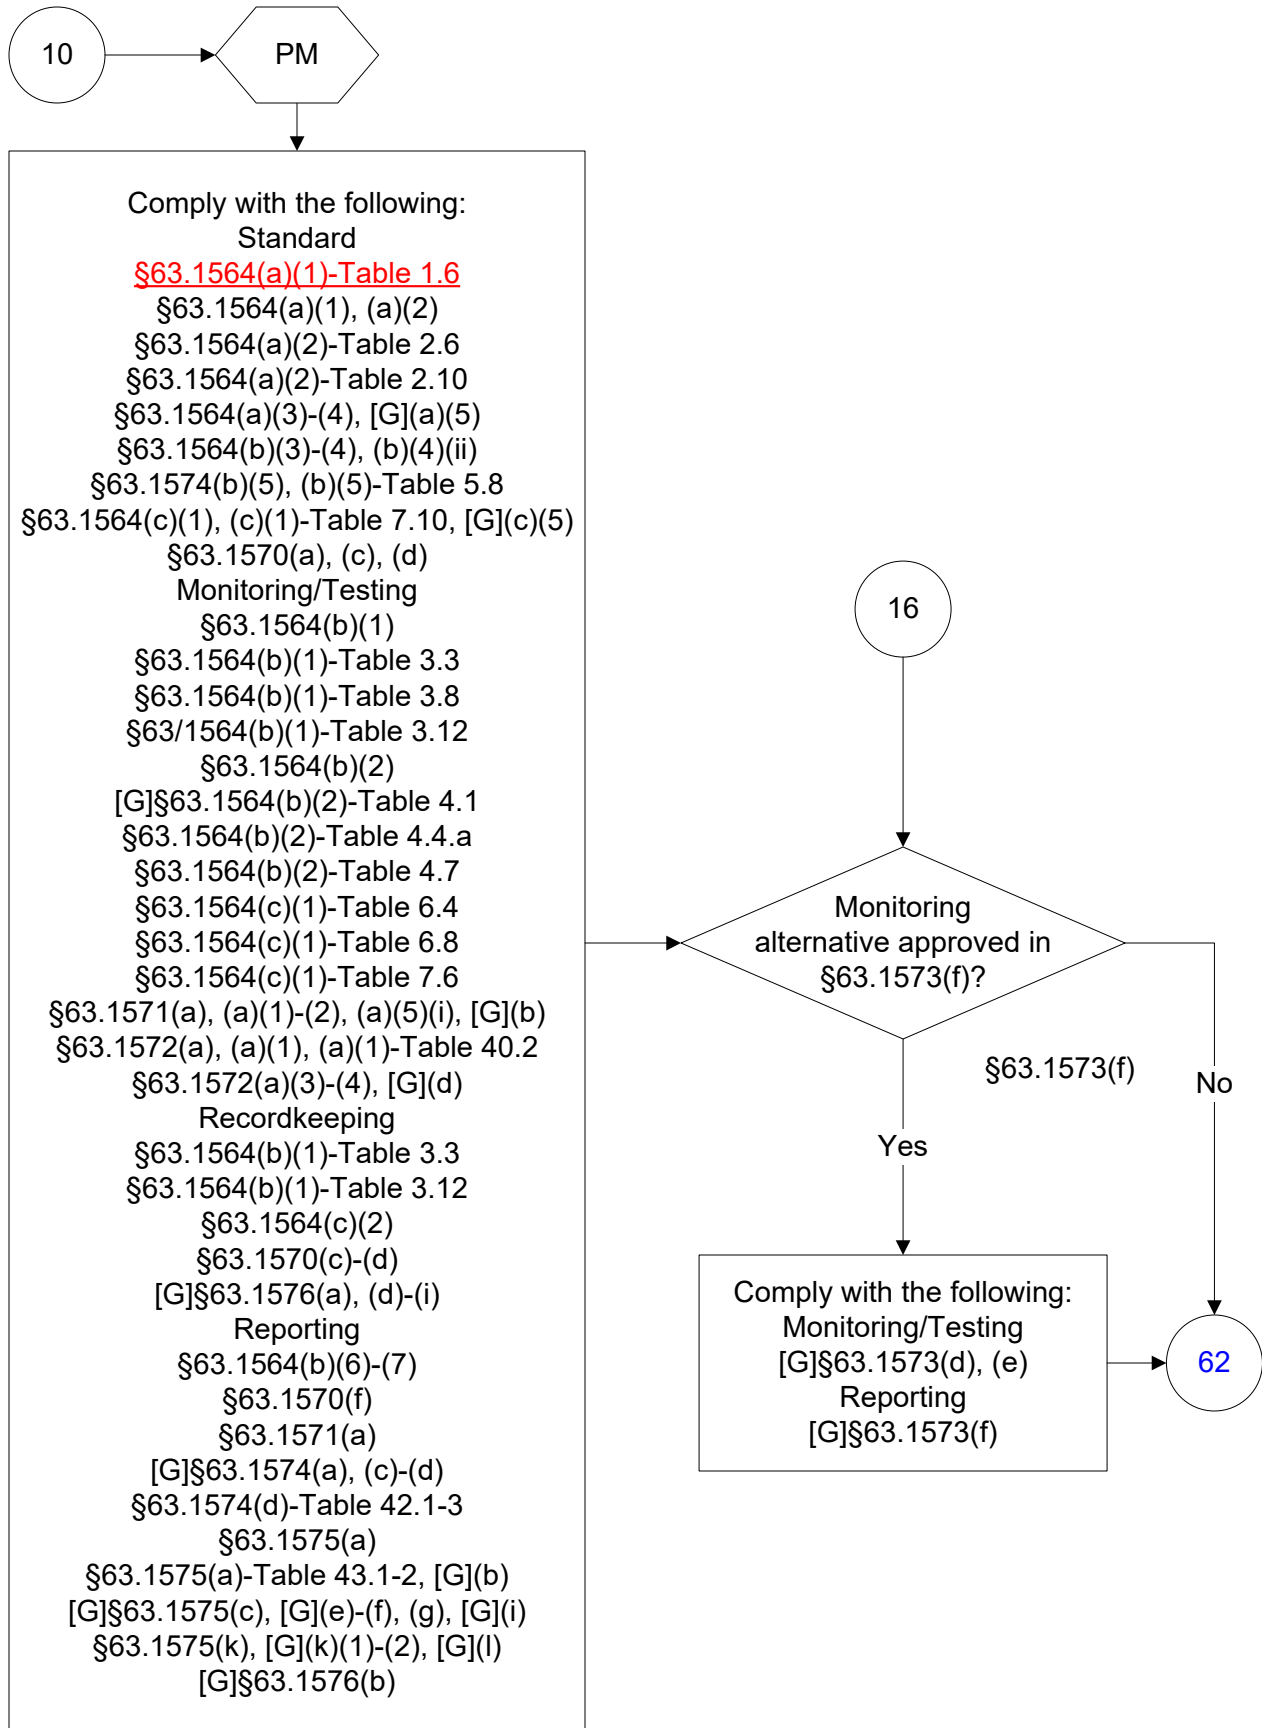 10
PM
Comply with the following:
Standard
§63.1564(a)(1)-Table 1.6
§63.1564(a)(1), (a)(2)
§63.1564(a)(2)-Table 2.6
§63.1564(a)(2)-Table 2.10
§63.1564(a)(3)-(4), [G](a)(5)
§63.1564(b)(3)-(4), (b)(4)(ii)
§63.1574(b)(5), (b)(5)-Table 5.8
§63.1564(c)(1), (c)(1)-Table 7.10, [G](c)(5)
§63.1570(a), (c), (d)
Monitoring/Testing
§63.1564(b)(1)
§63.1564(b)(1)-Table 3.3
§63.1564(b)(1)-Table 3.8
§63/1564(b)(1)-Table 3.12
§63.1564(b)(2)
[G]§63.1564(b)(2)-Table 4.1
§63.1564(b)(2)-Table 4.4.a
§63.1564(b)(2)-Table 4.7
§63.1564(c)(1)-Table 6.4
§63.1564(c)(1)-Table 6.8
§63.1564(c)(1)-Table 7.6
§63.1571(a), (a)(1)-(2), (a)(5)(i), [G](b)
§63.1572(a), (a)(1), (a)(1)-Table 40.2
§63.1572(a)(3)-(4), [G](d)
Recordkeeping
§63.1564(b)(1)-Table 3.3
§63.1564(b)(1)-Table 3.12
§63.1564(c)(2)
§63.1570(c)-(d)
[G]§63.1576(a), (d)-(i)
Reporting
§63.1564(b)(6)-(7)
§63.1570(f)
§63.1571(a)
[G]§63.1574(a), (c)-(d)
§63.1574(d)-Table 42.1-3
§63.1575(a)
§63.1575(a)-Table 43.1-2, [G](b)
[G]§63.1575(c), [G](e)-(f), (g), [G](i)
§63.1575(k), [G](k)(1)-(2), [G](l)
[G]§63.1576(b)
16
Monitoring
alternative approved in
§63.1573(f)?
§63.1573(f)
No
Yes
Comply with the following:
Monitoring/Testing
[G]§63.1573(d), (e)
Reporting
[G]§63.1573(f)
62